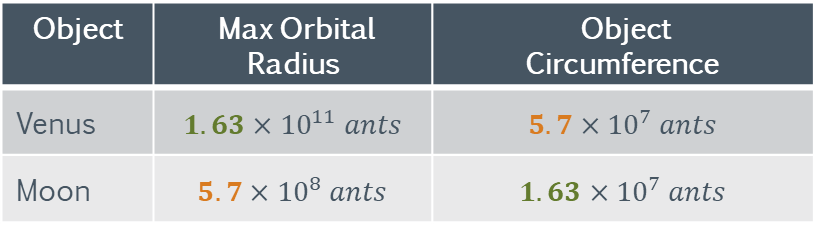 Object Max Orbital Radius Object Circumference
Venus 1.63 × 10¹¹ ants 5.7 × 10⁷ ants
Moon 5.7 × 10⁸ ants 1.63 × 10⁷ ants